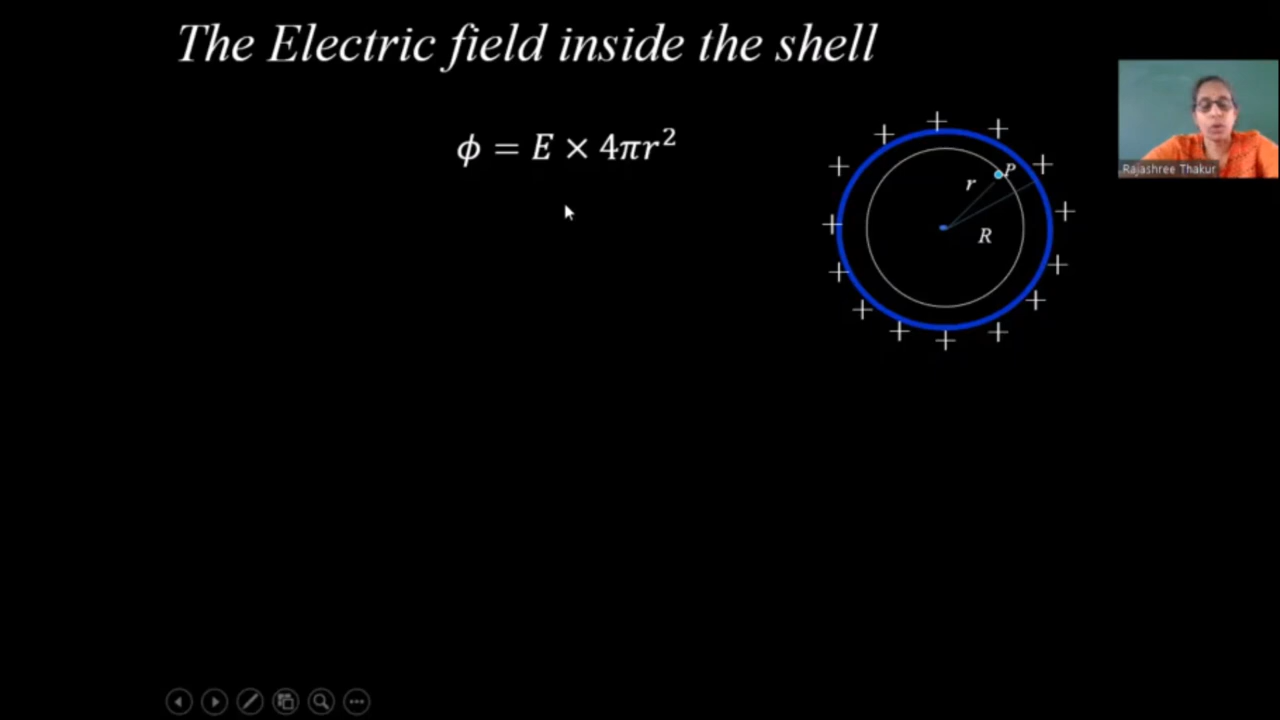 The Electric field inside the shell
ϕ = E × 4πr²
+ + + + + + + + + + + + + + +
P
r
R
Rajashree Thakur